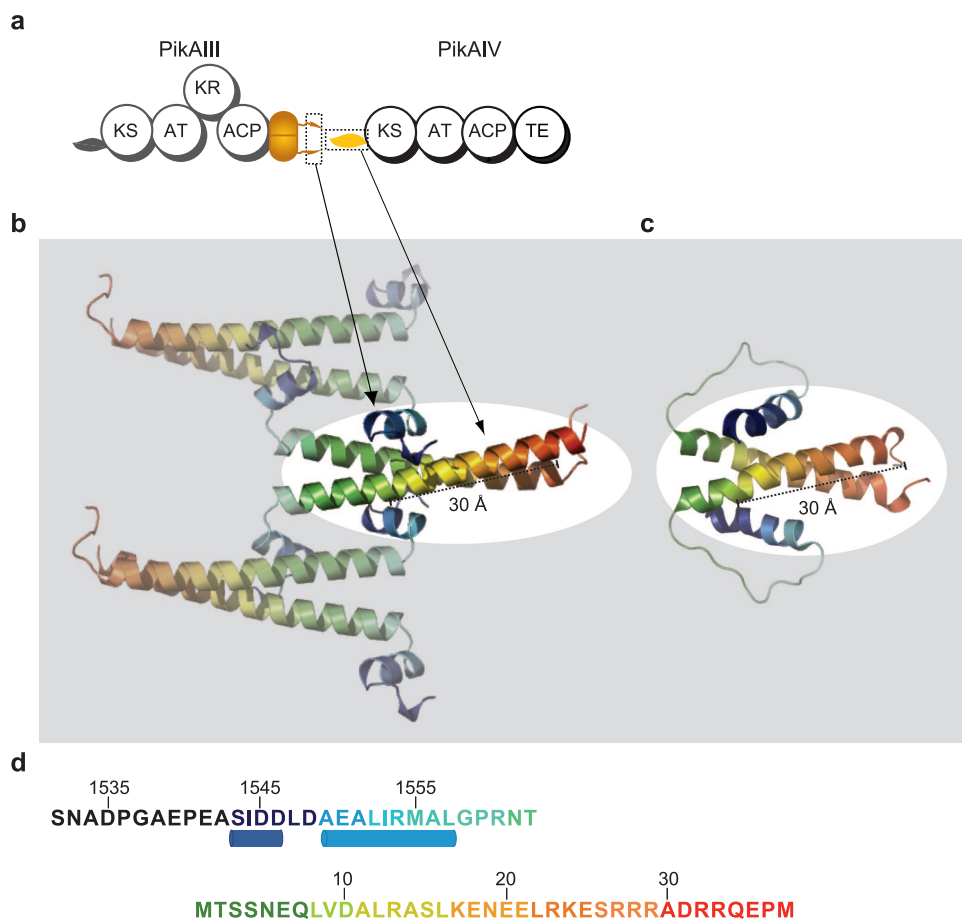 a
PikAIII PikAIV
KR
KS AT ACP KS AT ACP TE
b c
30 Å 30 Å
d
1535 1545 1555
SNADPGAEPEASIDDLDAEALIRMALGPRNT
10 20 30
MTSSNEQLVDALRASLKENEELRKESRRRADRRQEPM